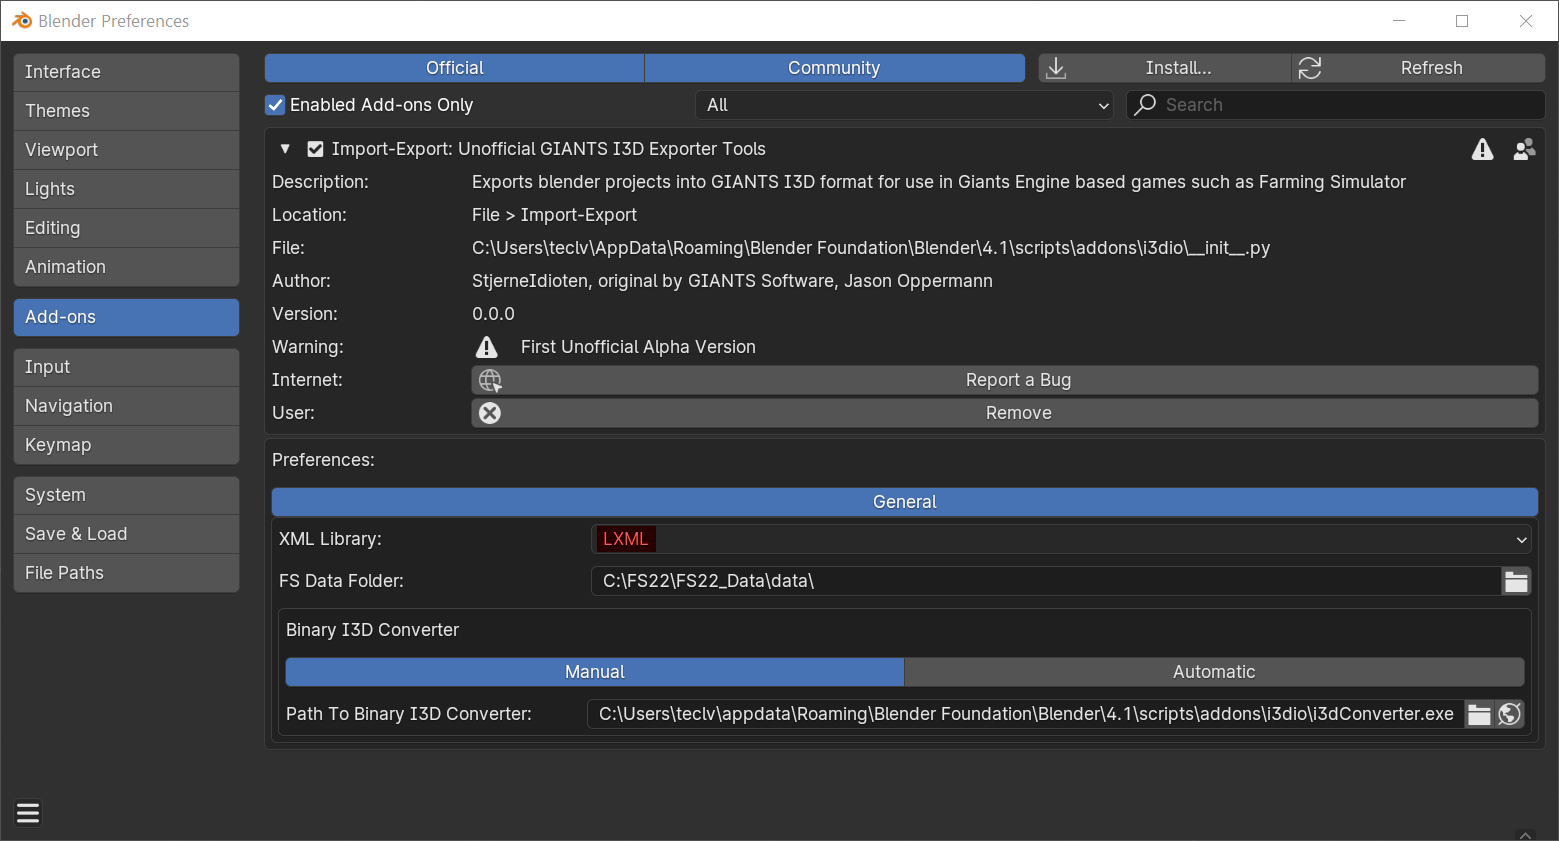 Blender Preferences
Interface
Themes
Viewport
Lights
Editing
Animation
Add-ons
Input
Navigation
Keymap
System
Save & Load
File Paths
Official Community Install... Refresh
Enabled Add-ons Only All Search
Import-Export: Unofficial GIANTS I3D Exporter Tools
Description: Exports blender projects into GIANTS I3D format for use in Giants Engine based games such as Farming Simulator
Location: File > Import-Export
File: C:\Users\teclv\AppData\Roaming\Blender Foundation\Blender\4.1\scripts\addons\i3dio\__init__.py
Author: StjerneIdioten, original by GIANTS Software, Jason Oppermann
Version: 0.0.0
Warning: First Unofficial Alpha Version
Internet: Report a Bug
User: Remove
Preferences:
General
XML Library: LXML
FS Data Folder: C:\FS22\FS22_Data\data\
Binary I3D Converter
Manual Automatic
Path To Binary I3D Converter: C:\Users\teclv\appdata\Roaming\Blender Foundation\Blender\4.1\scripts\addons\i3dio\i3dConverter.exe